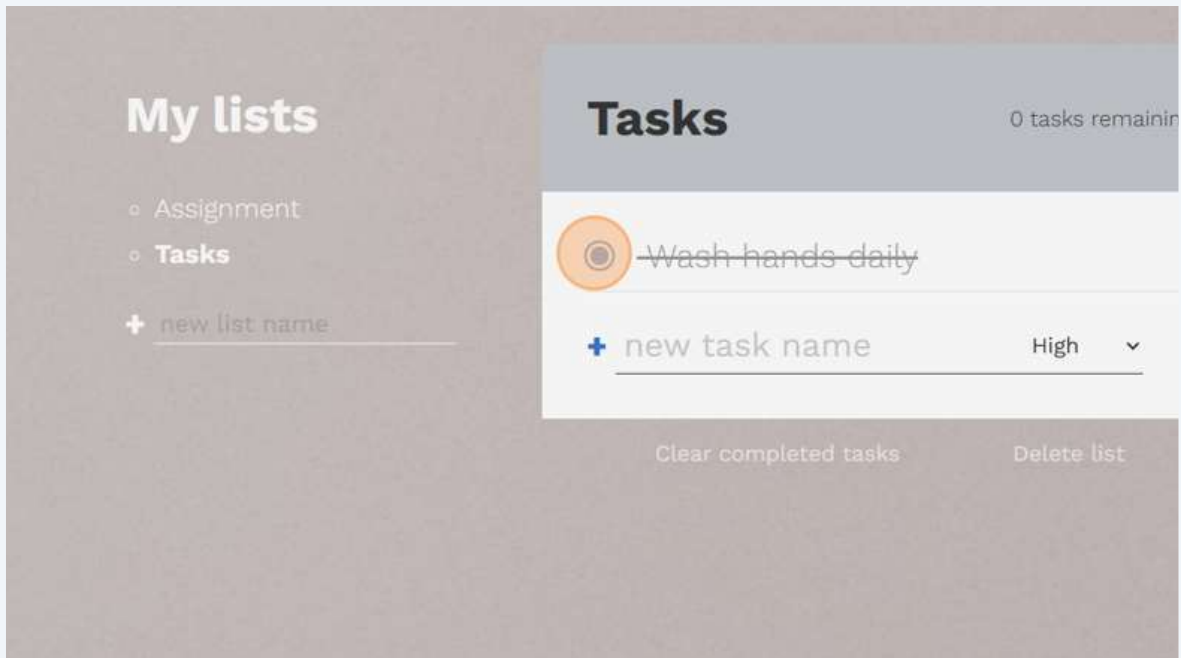 My lists
Assignment
Tasks
+ new list name
Tasks
0 tasks remainin
Wash hands daily
+ new task name High
Clear completed tasks Delete list